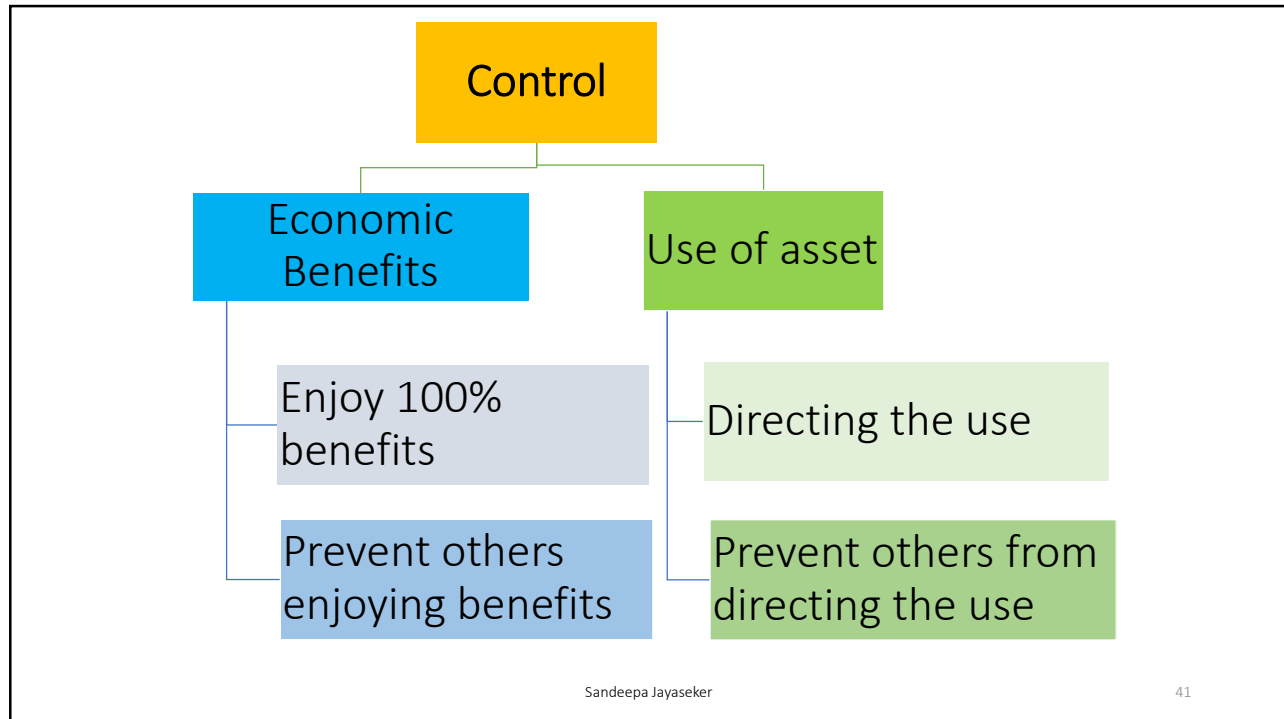 Control
Economic
Benefits
Use of asset
Enjoy 100%
benefits
Directing the use
Prevent others
enjoying benefits
Prevent others from
directing the use
Sandeepa Jayaseker
41